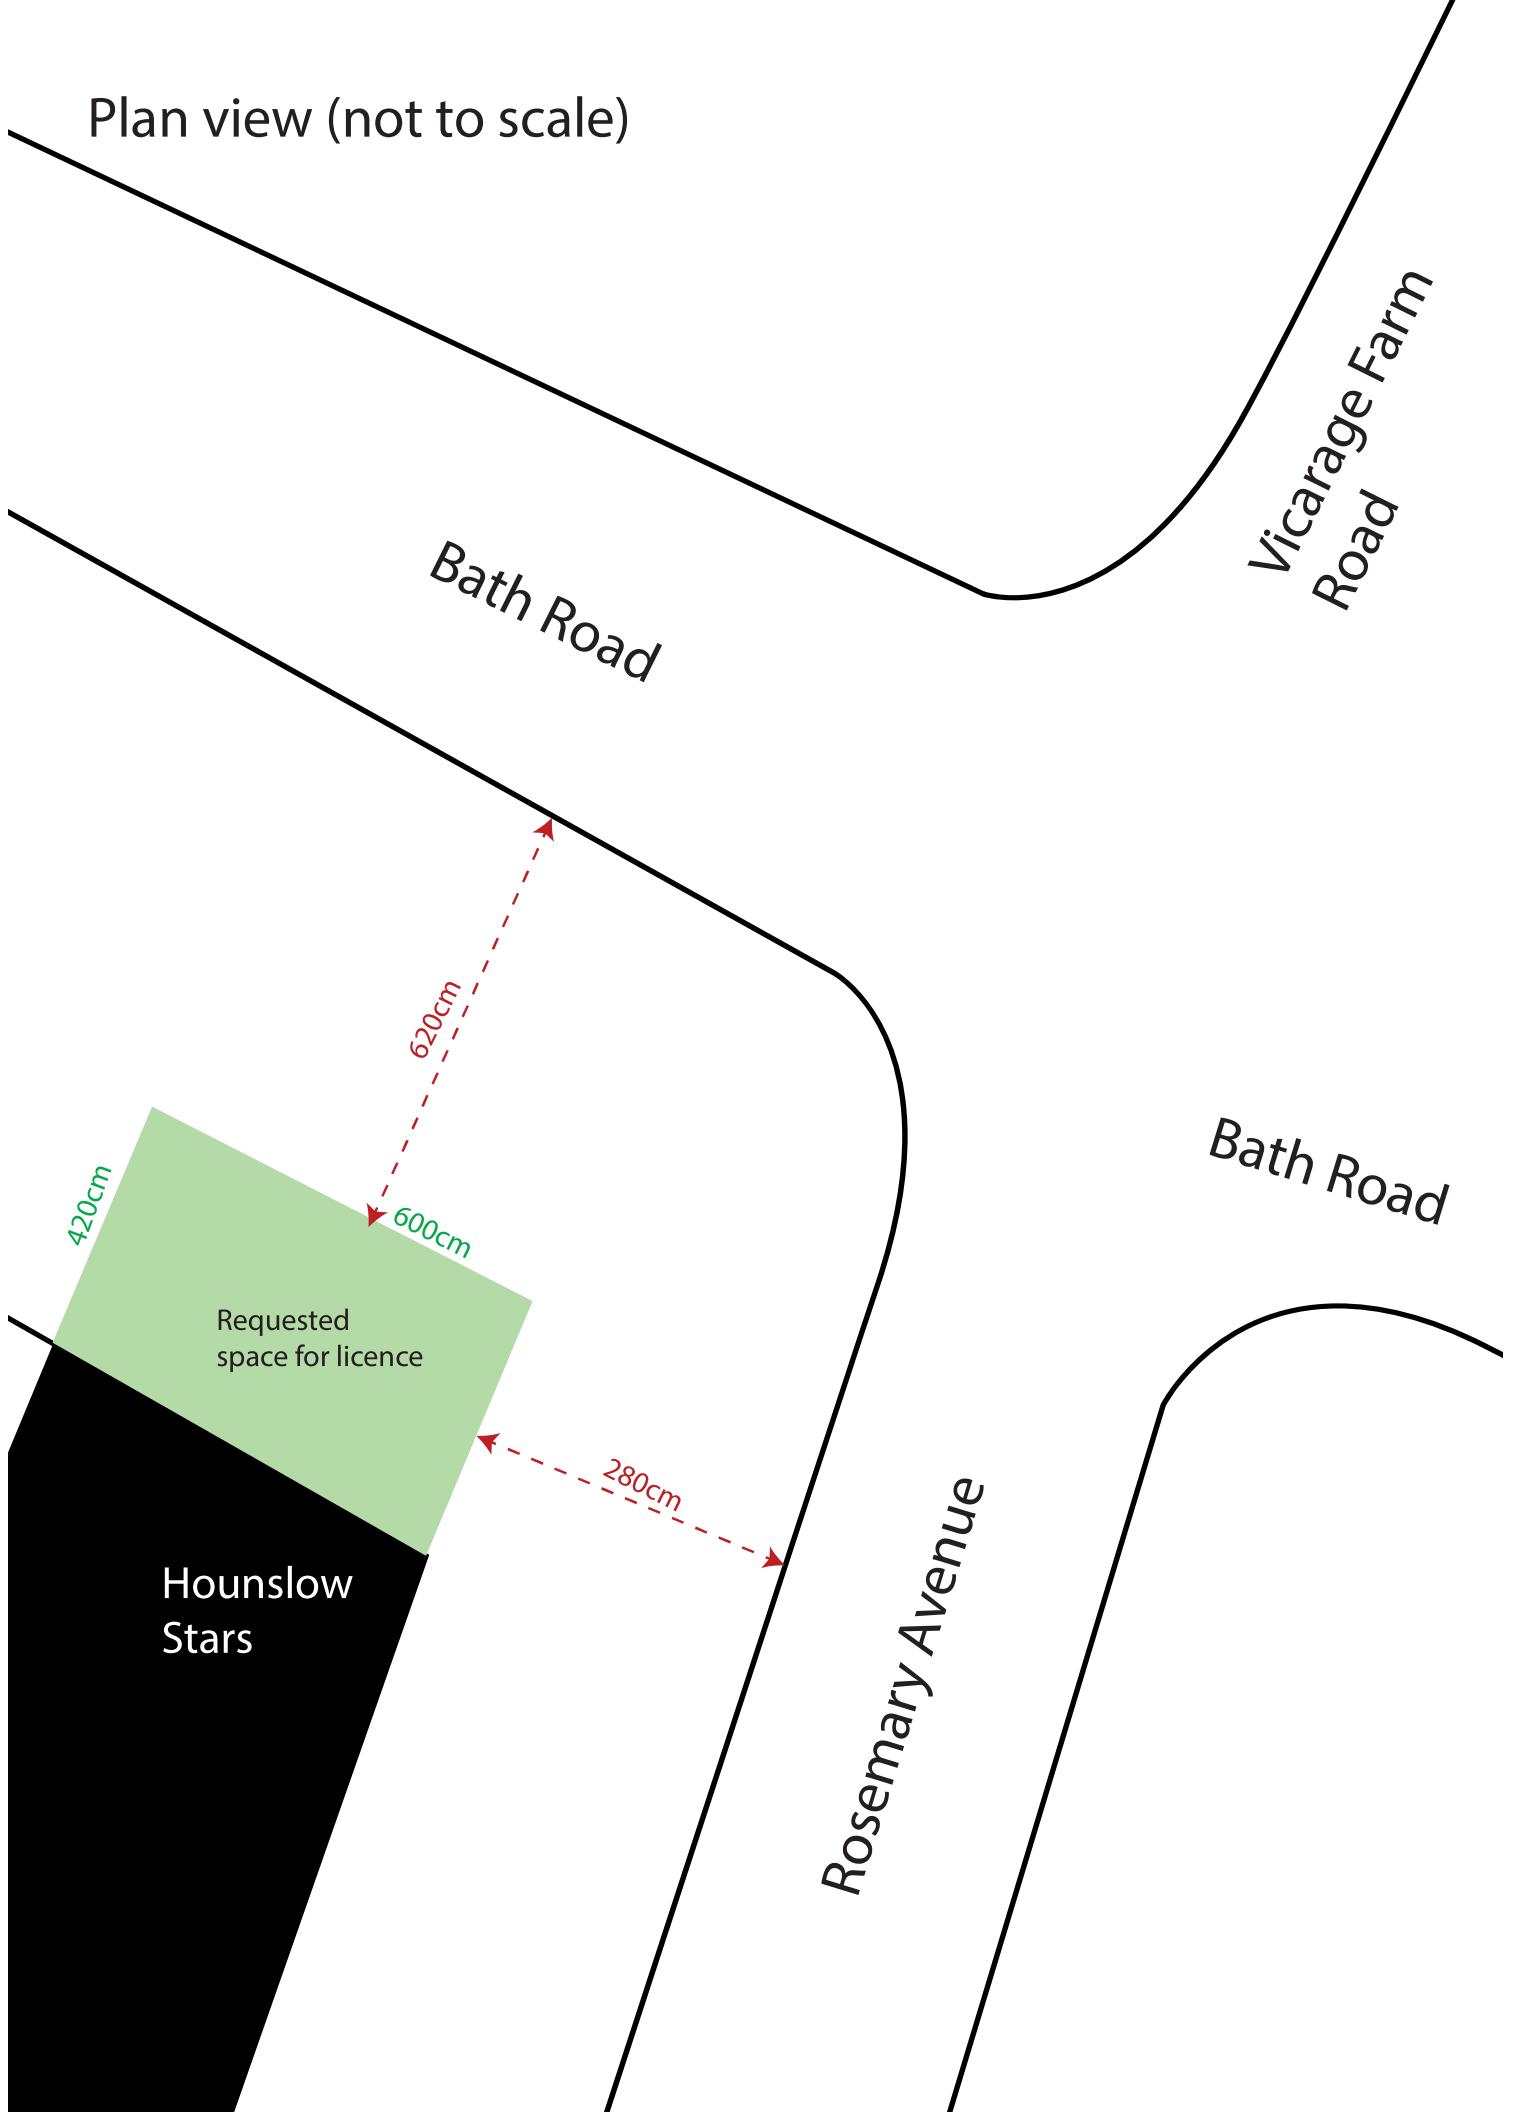 Plan view (not to scale)
Vicarage Farm
Road
Bath Road
620cm
Bath Road
420cm
600cm
Requested
space for licence
280cm
Hounslow
Stars
Rosemary Avenue